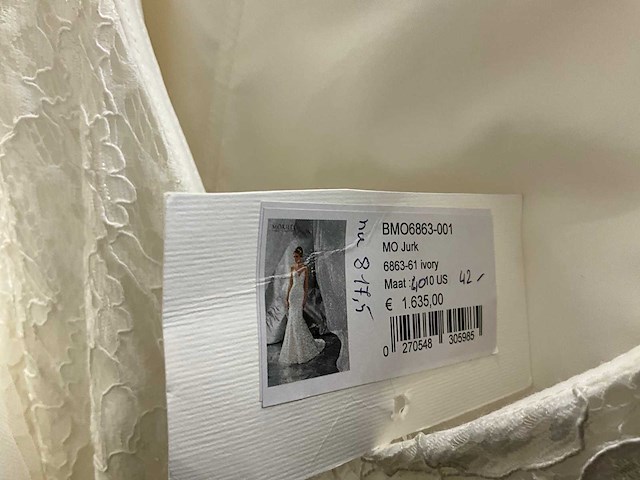 BMO6863-001
MO Jurk
6863-61 ivory
Maat : 40 10 US 42
€ 1.635,00
0 270548 305985
nu 817,5